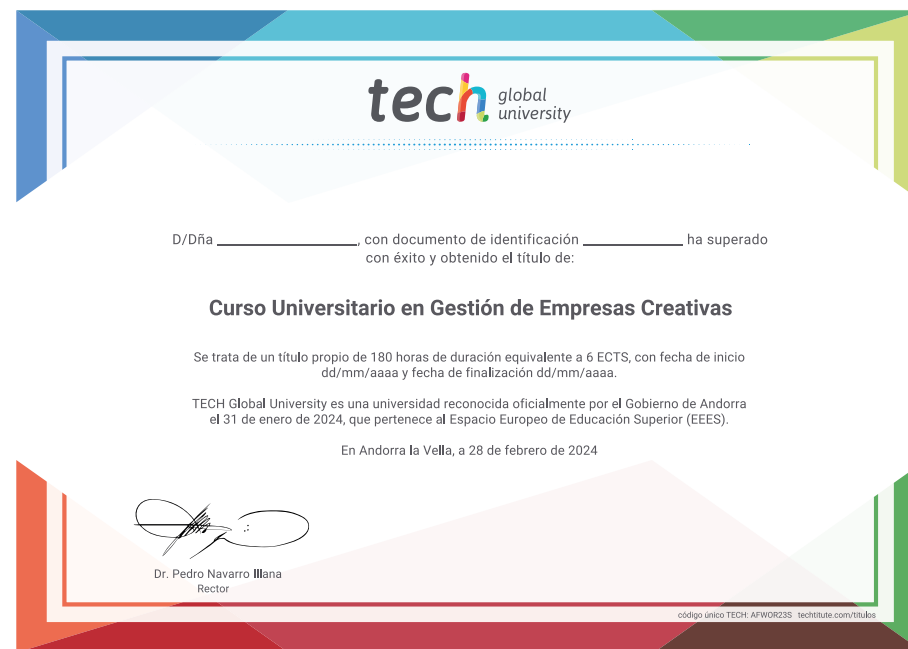 tech global university
D/Dña ______________, con documento de identificación __________ ha superado
con éxito y obtenido el título de:
Curso Universitario en Gestión de Empresas Creativas
Se trata de un título propio de 180 horas de duración equivalente a 6 ECTS, con fecha de inicio
dd/mm/aaaa y fecha de finalización dd/mm/aaaa.
TECH Global University es una universidad reconocida oficialmente por el Gobierno de Andorra
el 31 de enero de 2024, que pertenece al Espacio Europeo de Educación Superior (EEES).
En Andorra la Vella, a 28 de febrero de 2024
Dr. Pedro Navarro Illana
Rector
código único TECH: AFWOR23S techtitute.com/titulos